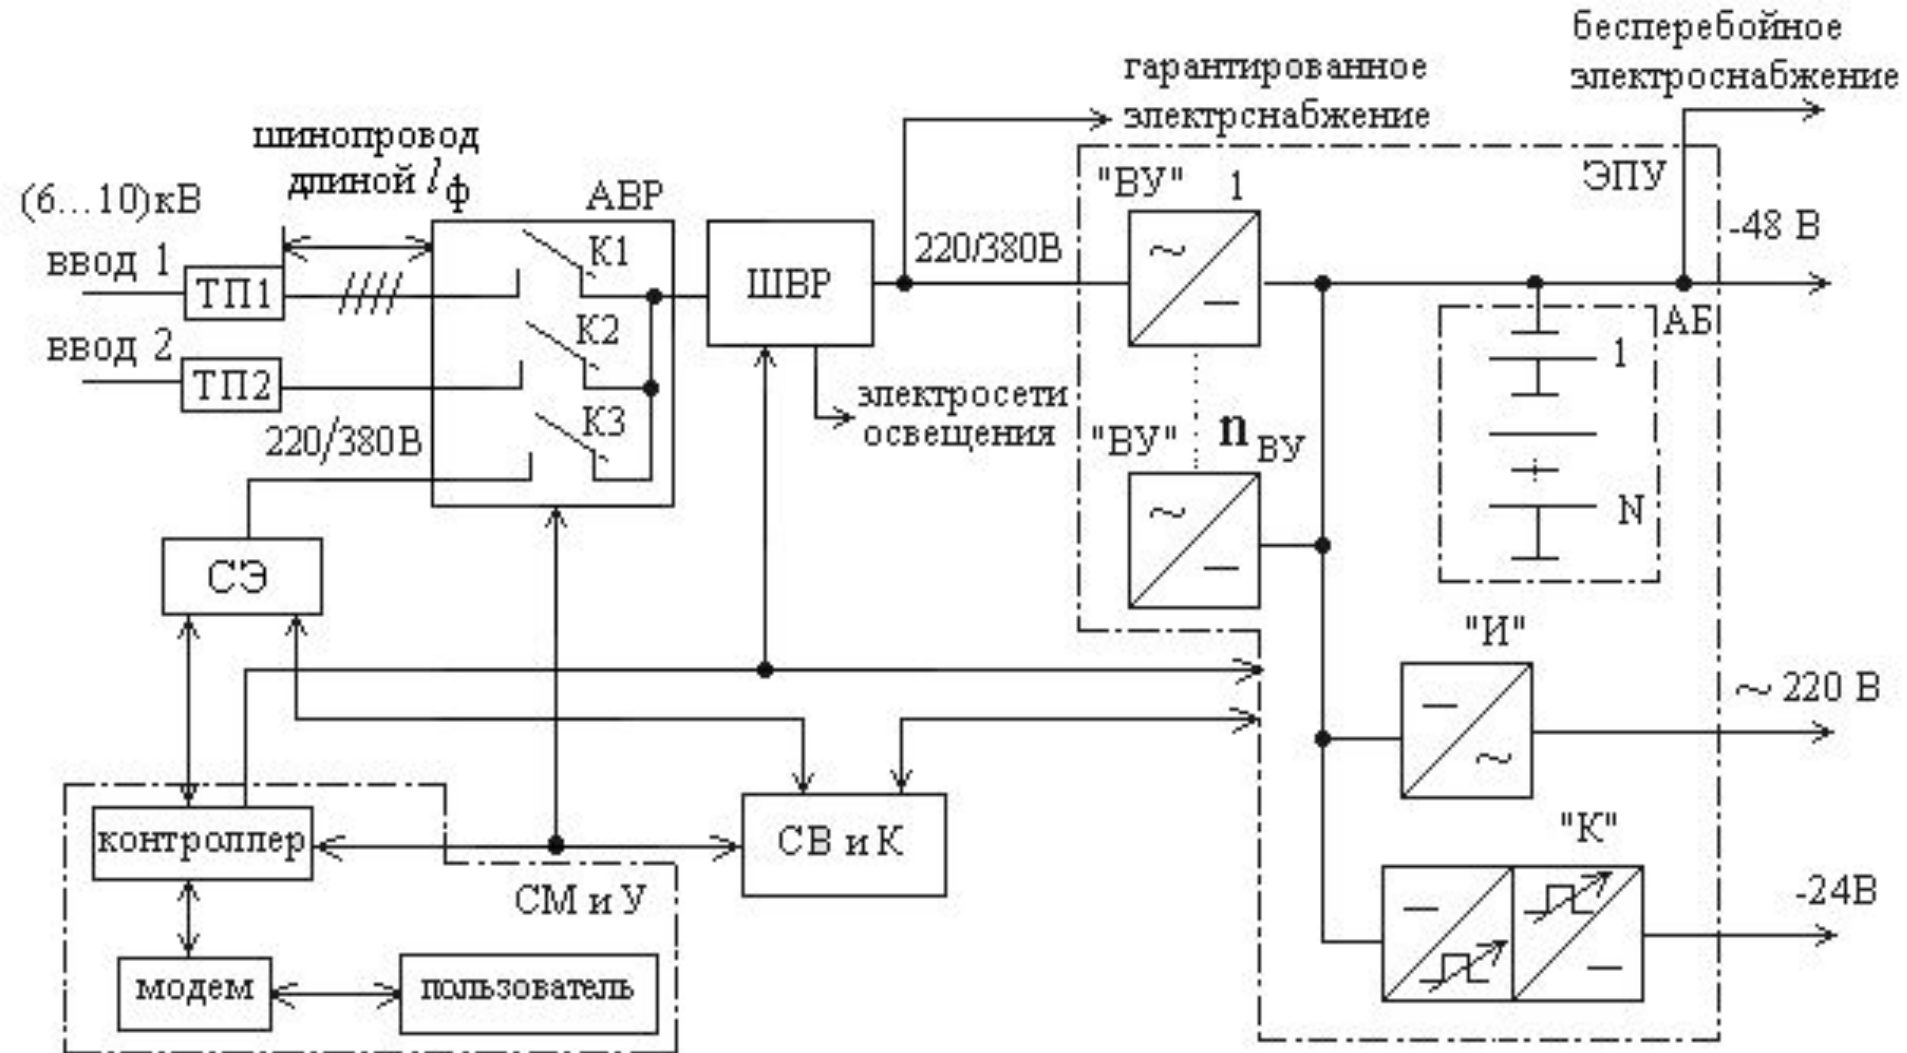 бесперебойное
электроснабжение
гарантированное
электрснабжение
шинопровод
длиной lф
(6...10)кВ
АВР
"ВУ" 1
ЭПУ
ввод 1
ТП1
К1
ШВР
220/380В
-48 В
ввод 2
ТП2
К2
АБ
1
электросети
освещения
220/380В
К3
"ВУ"
nВУ
N
СЭ
"И"
~ 220 В
контроллер
СВ и К
"К"
СМ и У
-24В
модем
пользователь